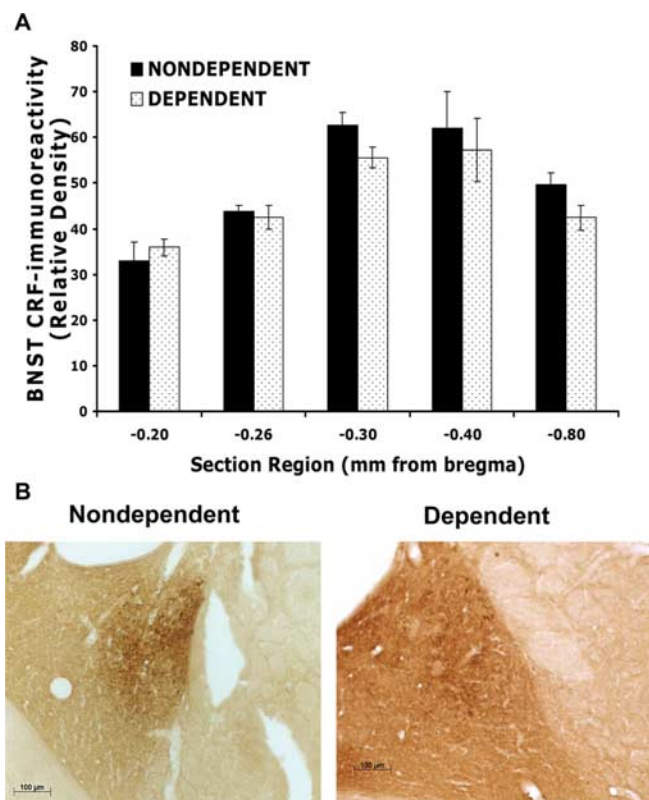 A
BNST CRF-immunoreactivity
(Relative Density)
80
70
60
50
40
30
20
10
0
NONDEPENDENT
DEPENDENT
-0.20 -0.26 -0.30 -0.40 -0.80
Section Region (mm from bregma)
B
Nondependent Dependent
100 µm 100 µm